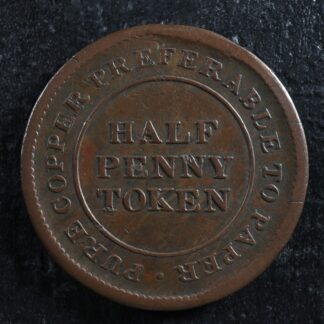 PURE COPPER PREFERABLE TO PAPER ·
HALF
PENNY
TOKEN